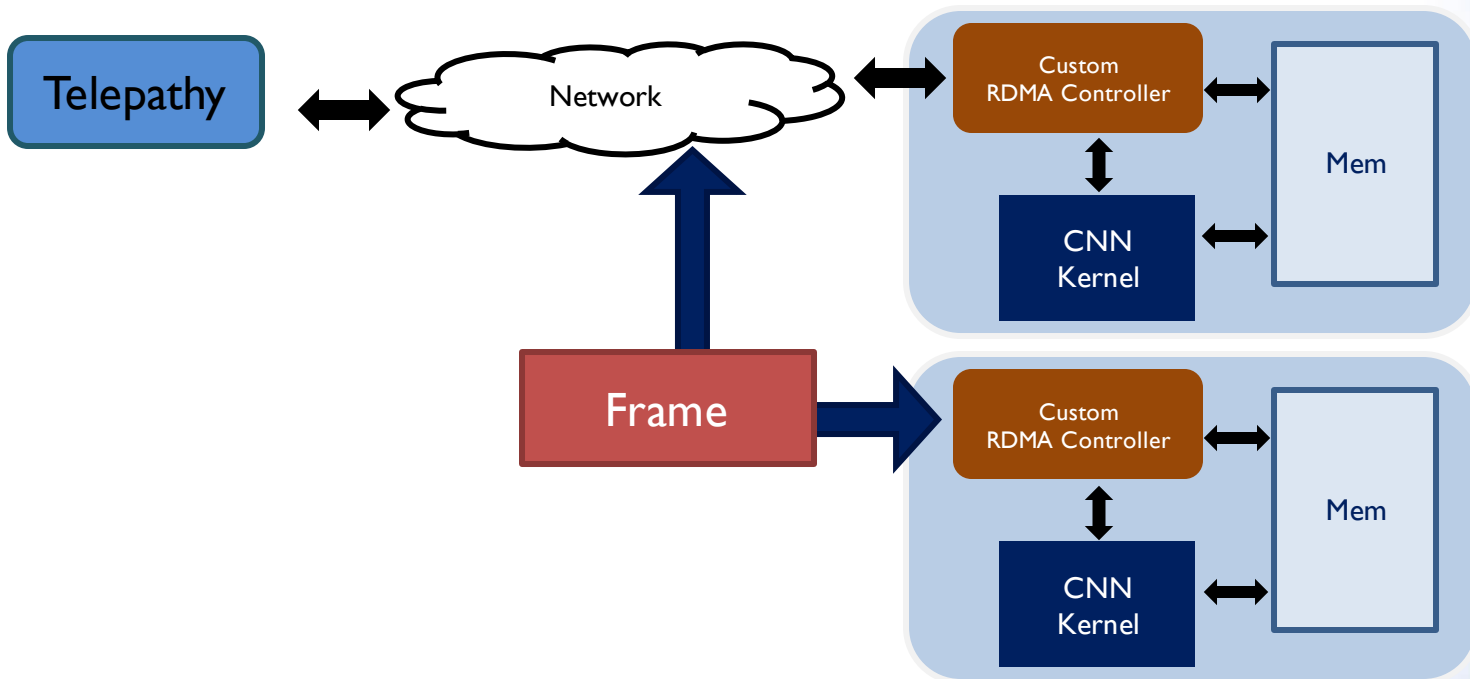 Telepathy
Network
Custom
RDMA Controller
Mem
CNN
Kernel
Frame
Custom
RDMA Controller
Mem
CNN
Kernel